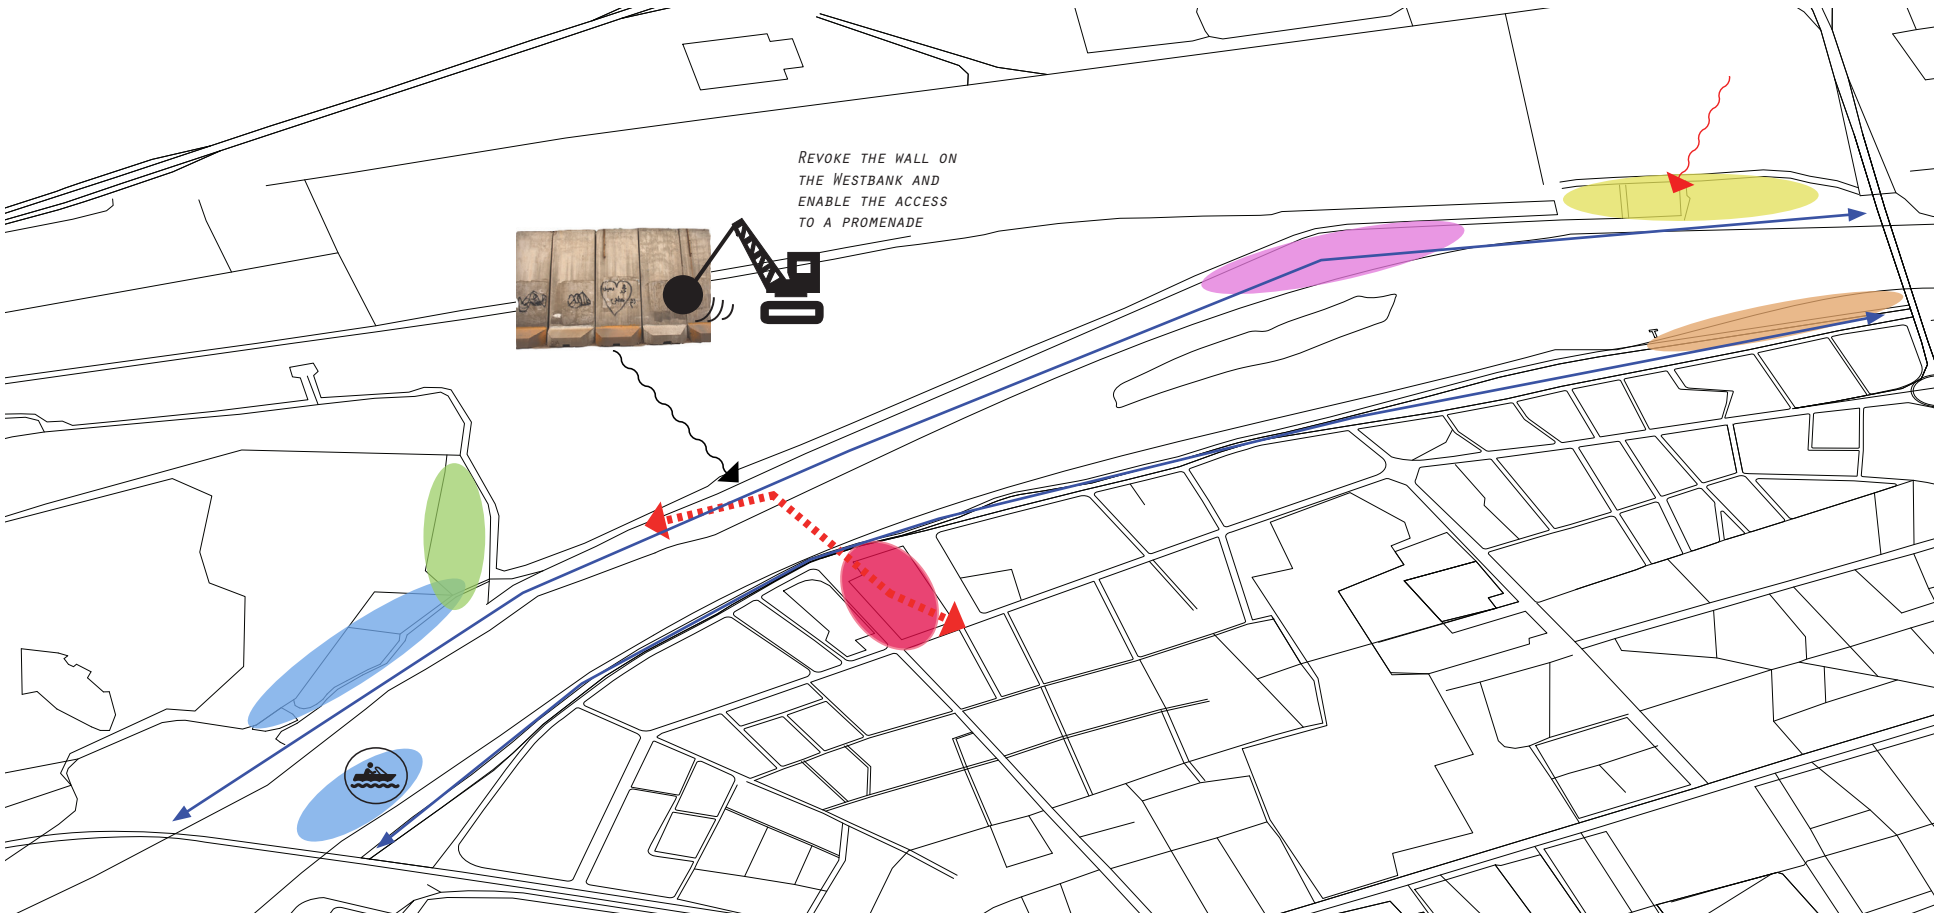 Revoke the wall on
the Westbank and
enable the access
to a promenade